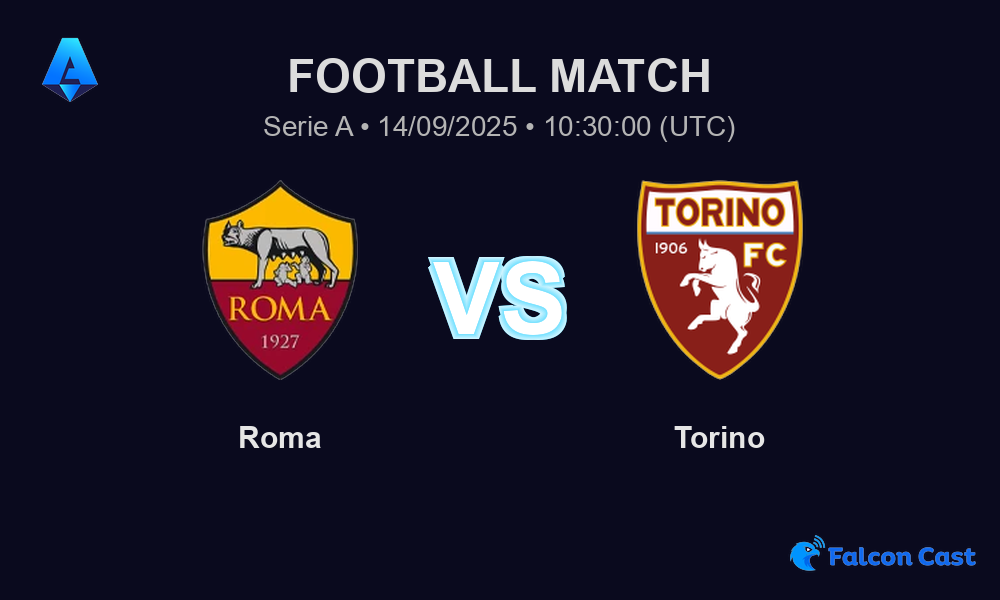 FOOTBALL MATCH
Serie A • 14/09/2025 • 10:30:00 (UTC)
ROMA
1927
VS
TORINO
1906
FC
Roma
Torino
Falcon Cast